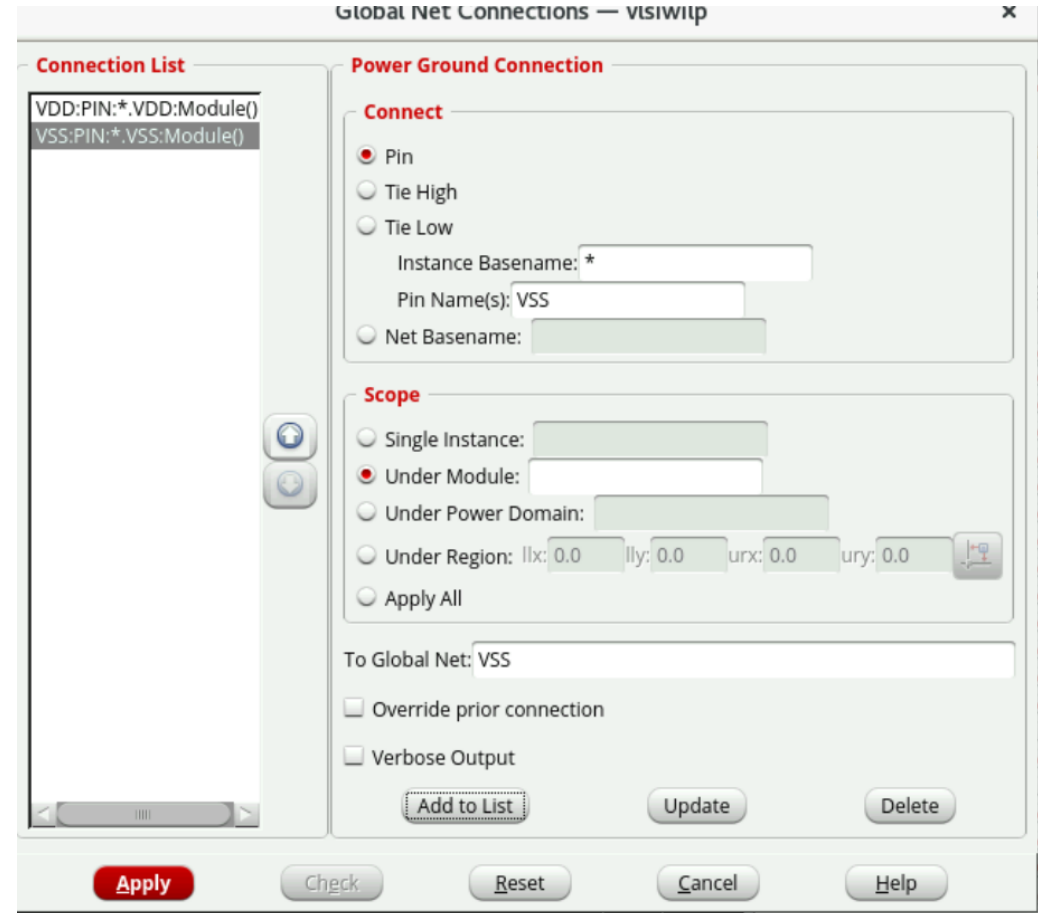 Global Net Connections — vlsiwilp
x
Connection List
VDD:PIN:*.VDD:Module()
VSS:PIN:*.VSS:Module()
Power Ground Connection
Connect
Pin
Tie High
Tie Low
Instance Basename: *
Pin Name(s): VSS
Net Basename:
Scope
Single Instance:
Under Module:
Under Power Domain:
Under Region: llx: 0.0 lly: 0.0 urx: 0.0 ury: 0.0
Apply All
To Global Net: VSS
Override prior connection
Verbose Output
Add to List Update Delete
Apply Check Reset Cancel Help